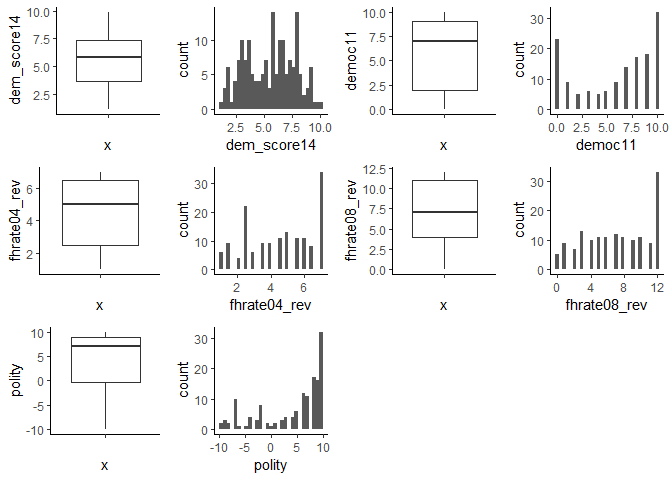 dem_score14
10.0
7.5
5.0
2.5
x
count
10
5
0
2.5 5.0 7.5 10.0
dem_score14
democ11
10.0
7.5
5.0
2.5
0.0
x
count
30
20
10
0
0.0 2.5 5.0 7.5 10.0
democ11
fhrate04_rev
6
4
2
x
count
30
20
10
0
2 4 6
fhrate04_rev
fhrate08_rev
12.5
10.0
7.5
5.0
2.5
0.0
x
count
30
20
10
0
0 4 8 12
fhrate08_rev
polity
10
5
0
-5
-10
x
count
30
20
10
0
-10 -5 0 5 10
polity